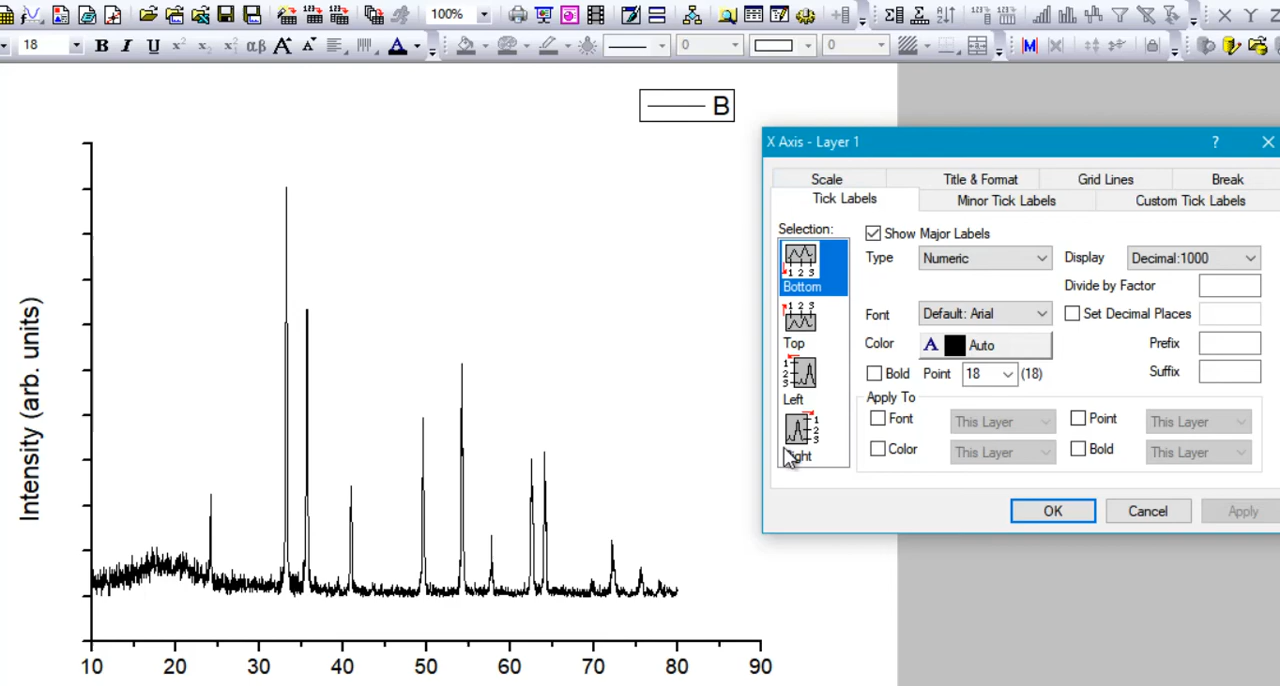 100%
18 B I U x² x₂ x αβ A A A 0 0 M
B
Intensity (arb. units)
10 20 30 40 50 60 70 80 90
X Axis - Layer 1 ?
Scale Title & Format Grid Lines Break
Tick Labels Minor Tick Labels Custom Tick Labels
Selection:
Bottom
Top
Left
Show Major Labels
Type Numeric Display Decimal:1000
Divide by Factor
Font Default: Arial Set Decimal Places
Color A Auto Prefix
Bold Point 18 (18) Suffix
Apply To
Font This Layer Point This Layer
Color This Layer Bold This Layer
OK Cancel Apply